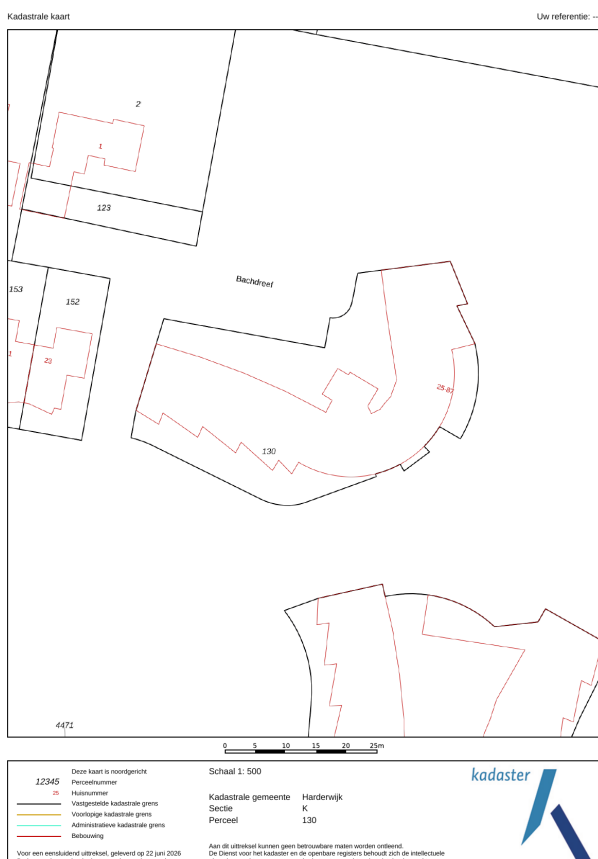 Kadastrale kaart
Uw referentie: --
2
1
123
Bachdreef
153
152
1
23
25-87
130
4471
0 5 10 15 20 25m
Deze kaart is noordgericht
12345 Perceelnummer
25 Huisnummer
Vastgestelde kadastrale grens
Voorlopige kadastrale grens
Administratieve kadastrale grens
Bebouwing
Voor een eensluidend uittreksel, geleverd op 22 juni 2026
Schaal 1: 500
Kadastrale gemeente Harderwijk
Sectie K
Perceel 130
Aan dit uittreksel kunnen geen betrouwbare maten worden ontleend.
De Dienst voor het kadaster en de openbare registers behoudt zich de intellectuele
kadaster